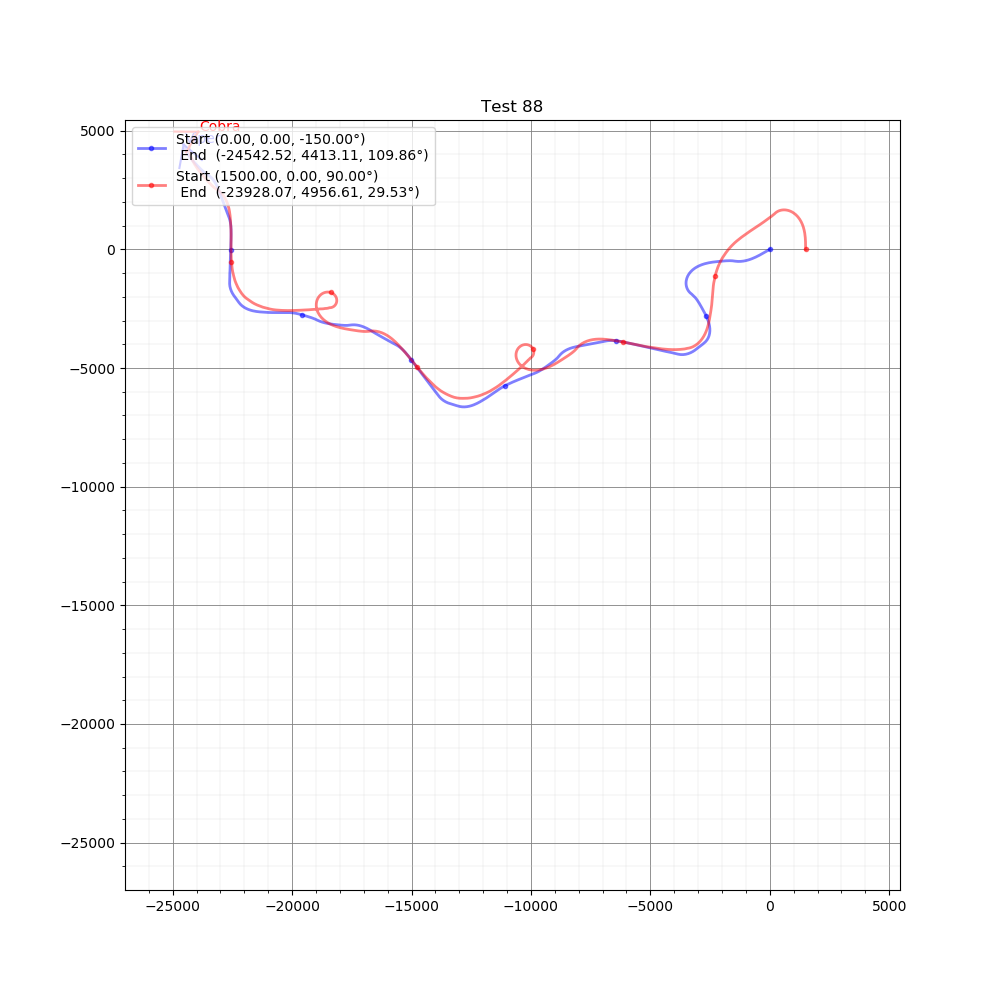 Test 88
Cobra
Start (0.00, 0.00, -150.00°)
End (-24542.52, 4413.11, 109.86°)
Start (1500.00, 0.00, 90.00°)
End (-23928.07, 4956.61, 29.53°)
5000
0
−5000
−10000
−15000
−20000
−25000
−25000 −20000 −15000 −10000 −5000 0 5000